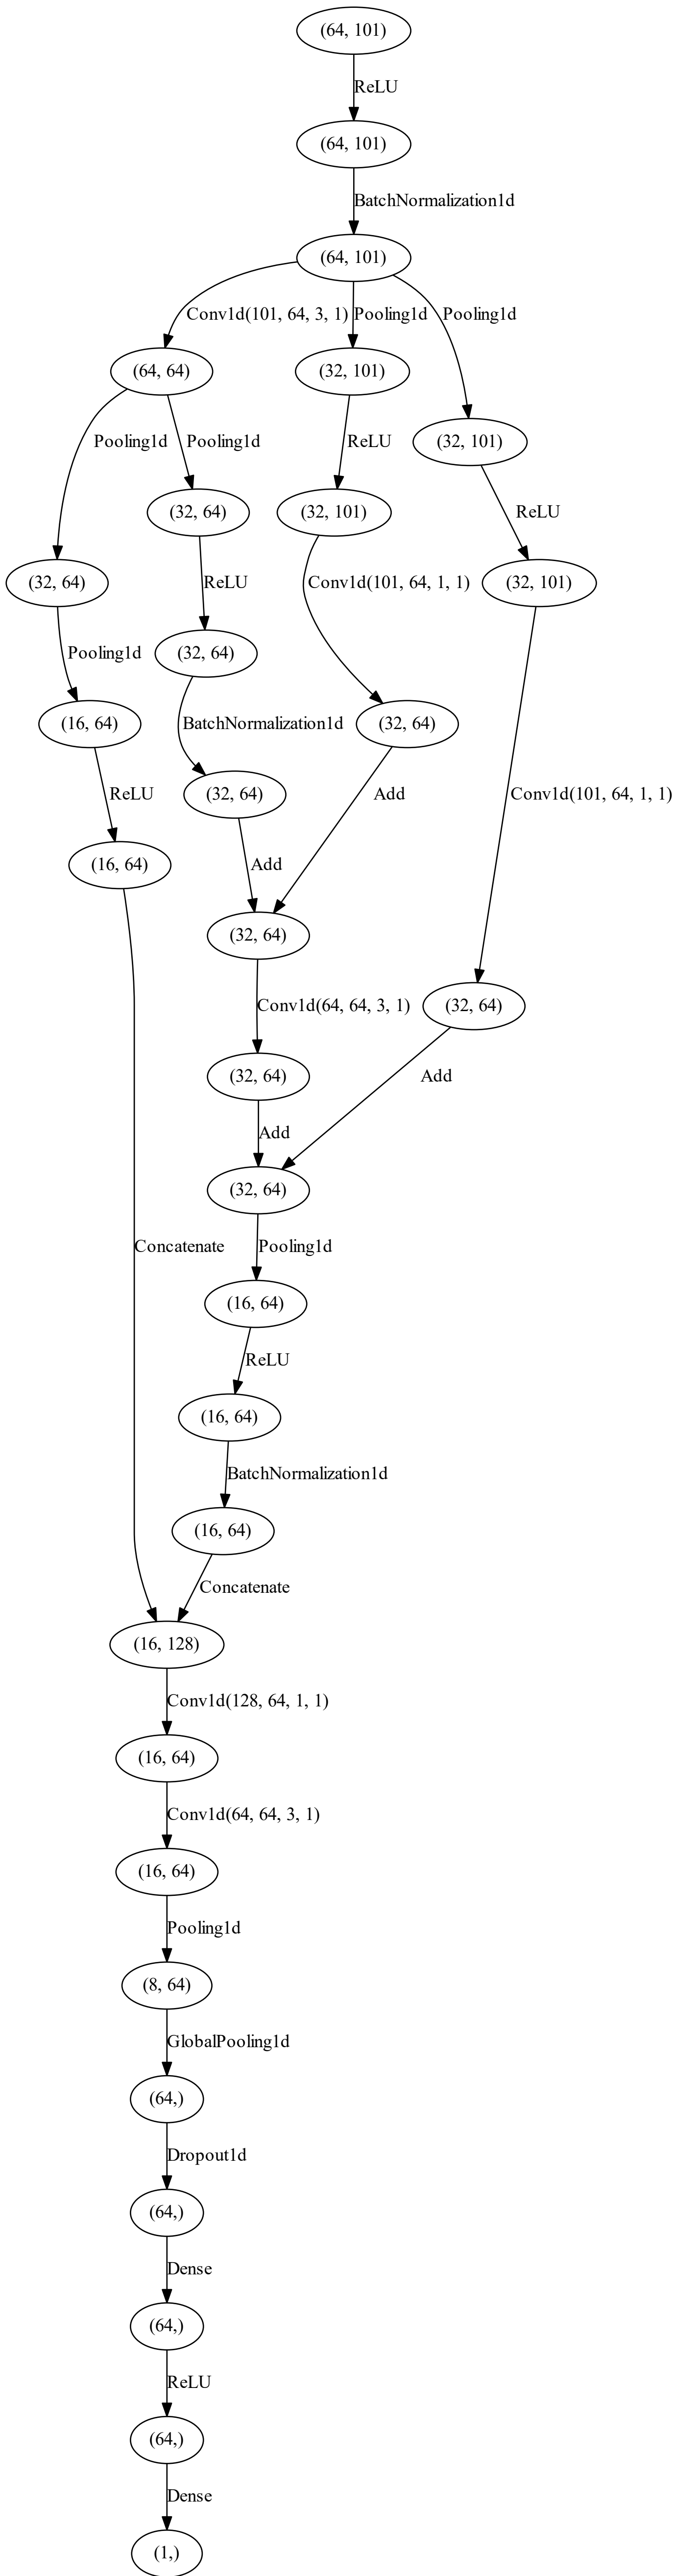 (64, 101)
ReLU
(64, 101)
BatchNormalization1d
(64, 101)
Conv1d(101, 64, 3, 1)
Pooling1d
Pooling1d
(64, 64)
(32, 101)
(32, 101)
Pooling1d
Pooling1d
ReLU
(32, 64)
(32, 101)
ReLU
(32, 64)
ReLU
Conv1d(101, 64, 1, 1)
(32, 101)
Pooling1d
(32, 64)
(16, 64)
BatchNormalization1d
(32, 64)
ReLU
(32, 64)
Add
Conv1d(101, 64, 1, 1)
(16, 64)
Add
(32, 64)
Conv1d(64, 64, 3, 1)
(32, 64)
(32, 64)
Add
Add
(32, 64)
Concatenate
Pooling1d
(16, 64)
ReLU
(16, 64)
BatchNormalization1d
(16, 64)
Concatenate
(16, 128)
Conv1d(128, 64, 1, 1)
(16, 64)
Conv1d(64, 64, 3, 1)
(16, 64)
Pooling1d
(8, 64)
GlobalPooling1d
(64,)
Dropout1d
(64,)
Dense
(64,)
ReLU
(64,)
Dense
(1,)